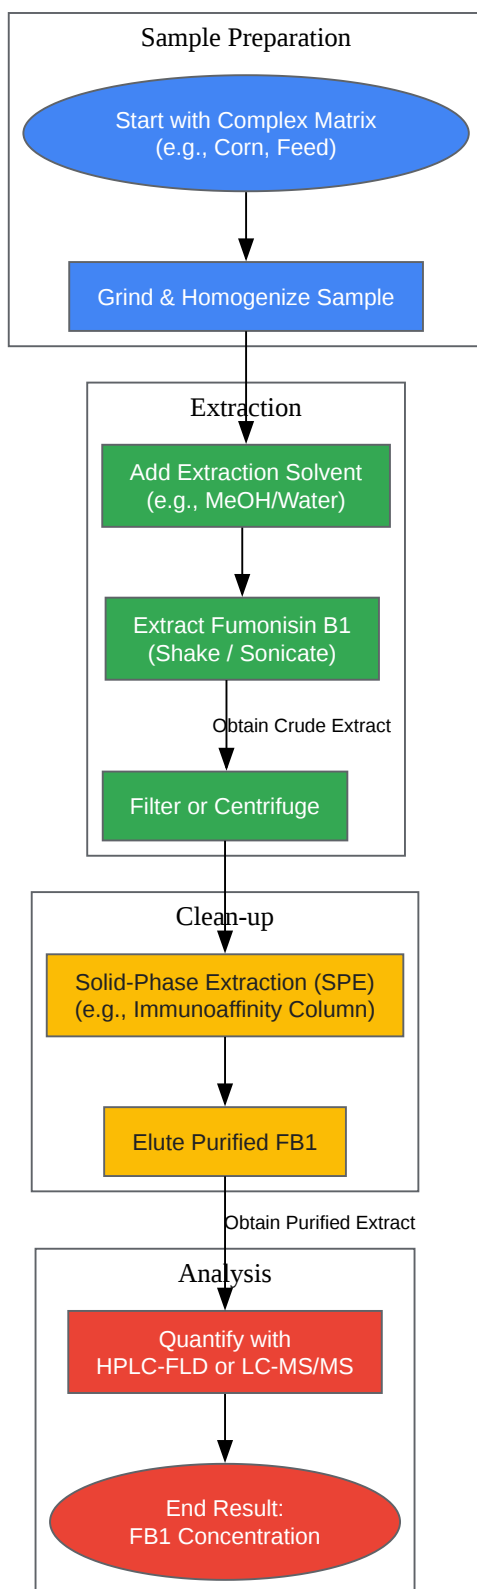 Sample Preparation
Start with Complex Matrix
(e.g., Corn, Feed)
Grind & Homogenize Sample
Extraction
Add Extraction Solvent
(e.g., MeOH/Water)
Extract Fumonisin B1
(Shake / Sonicate)
Obtain Crude Extract
Filter or Centrifuge
Clean-up
Solid-Phase Extraction (SPE)
(e.g., Immunoaffinity Column)
Elute Purified FB1
Obtain Purified Extract
Analysis
Quantify with
HPLC-FLD or LC-MS/MS
End Result:
FB1 Concentration